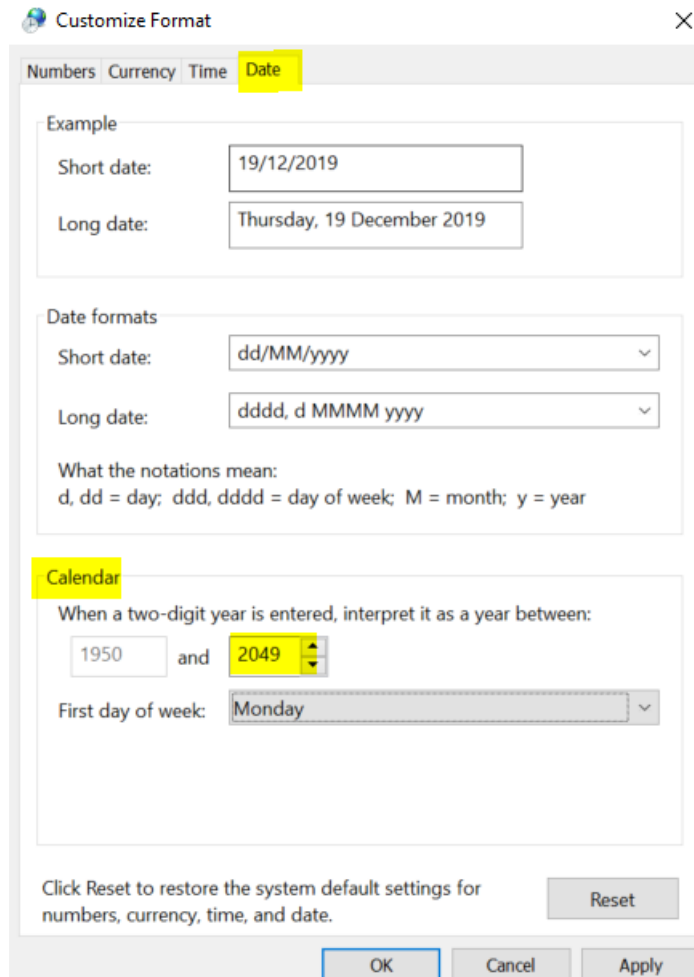 Customize Format
Numbers Currency Time Date
Example
Short date: 19/12/2019
Long date: Thursday, 19 December 2019
Date formats
Short date: dd/MM/yyyy
Long date: dddd, d MMMM yyyy
What the notations mean:
d, dd = day; ddd, dddd = day of week; M = month; y = year
Calendar
When a two-digit year is entered, interpret it as a year between:
1950 and 2049
First day of week: Monday
Click Reset to restore the system default settings for
numbers, currency, time, and date.
Reset
OK Cancel Apply